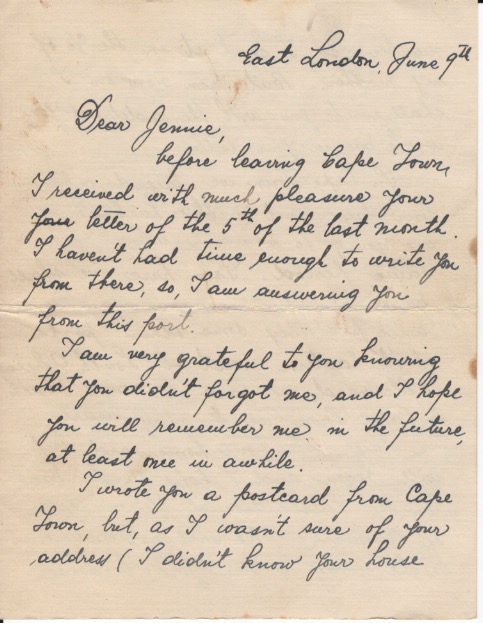 East London, June 9th
Dear Jennie,
before leaving Cape Town,
I received with much pleasure your
your letter of the 5th of the last month.
I haven't had time enough to write you
from there, so, I am answering you
from this port.
I am very grateful to you knowing
that you didn't forgot me, and I hope
you will remember me in the future,
at least one in awhile.
I wrote you a postcard from Cape
Town, but, as I wasn't sure of your
address (I didn't know your house